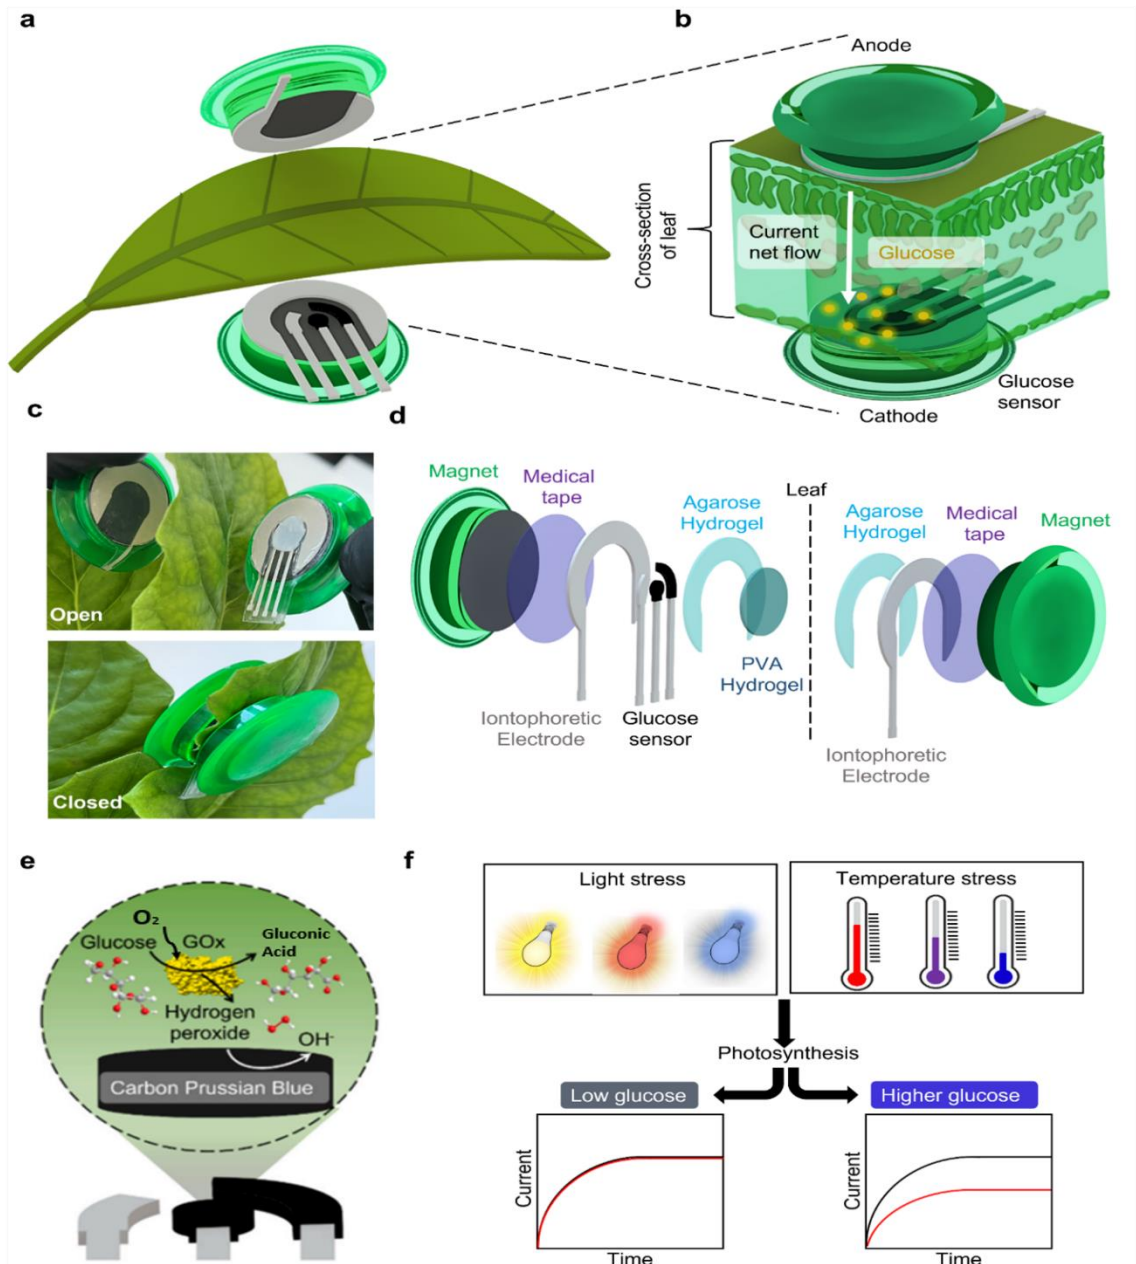 a
b
Anode
Cross-section
of leaf
Current
net flow
Glucose
Glucose
sensor
Cathode
c
Open
Closed
d
Magnet
Medical
tape
Agarose
Hydrogel
Leaf
Agarose
Hydrogel
Medical
tape
Magnet
PVA
Hydrogel
Iontophoretic
Electrode
Glucose
sensor
Iontophoretic
Electrode
e
O₂
Glucose
GOx
Gluconic
Acid
Hydrogen
peroxide
OH⁻
Carbon Prussian Blue
f
Light stress
Temperature stress
Photosynthesis
Low glucose
Higher glucose
Current
Time
Current
Time